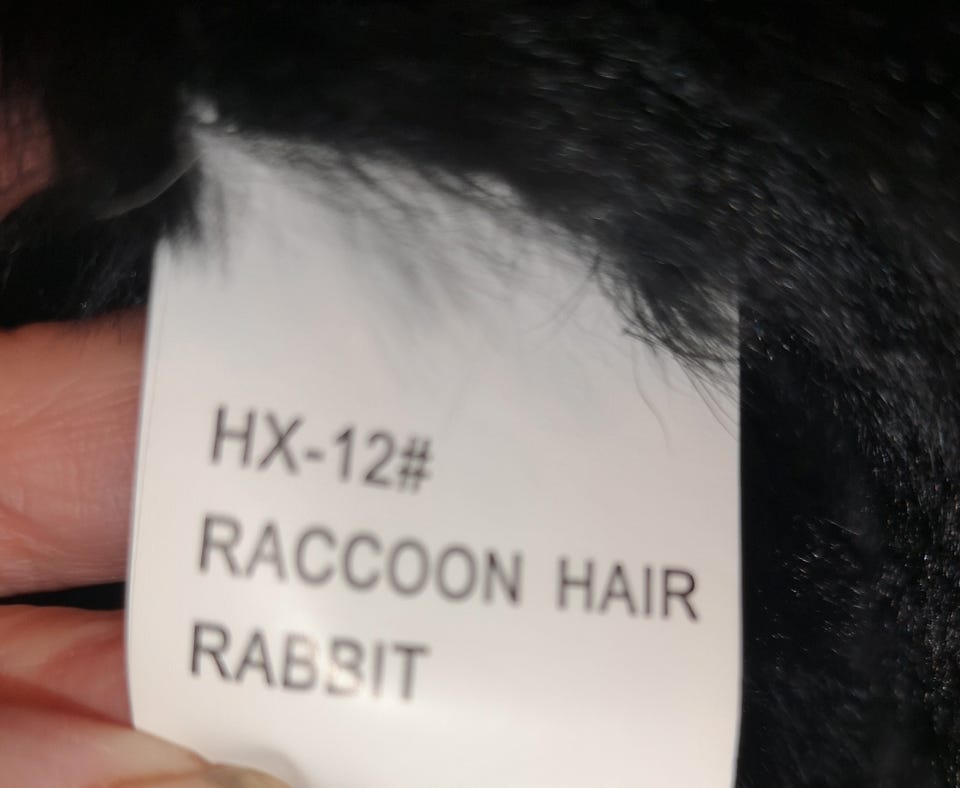 HX-12#
RACCOON HAIR
RABBIT